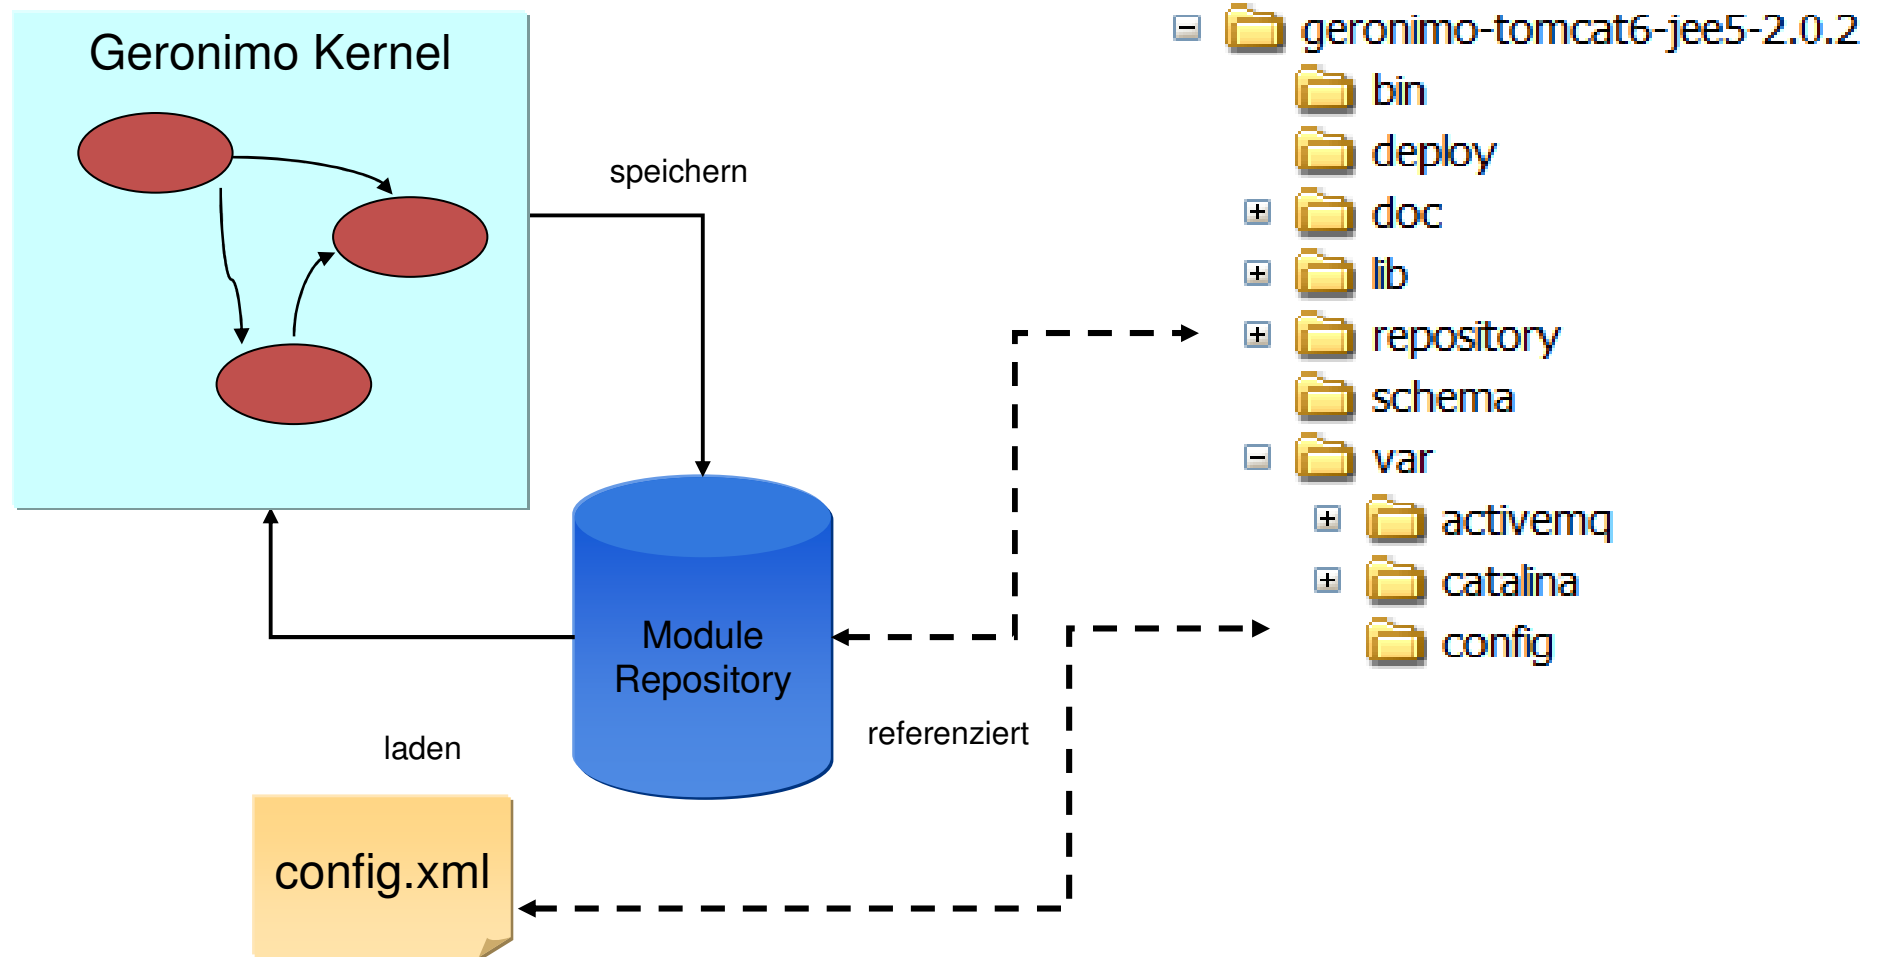 Geronimo Kernel
speichern
Module
Repository
laden
referenziert
config.xml
geronimo-tomcat6-jee5-2.0.2
bin
deploy
doc
lib
repository
schema
var
activemq
catalina
config